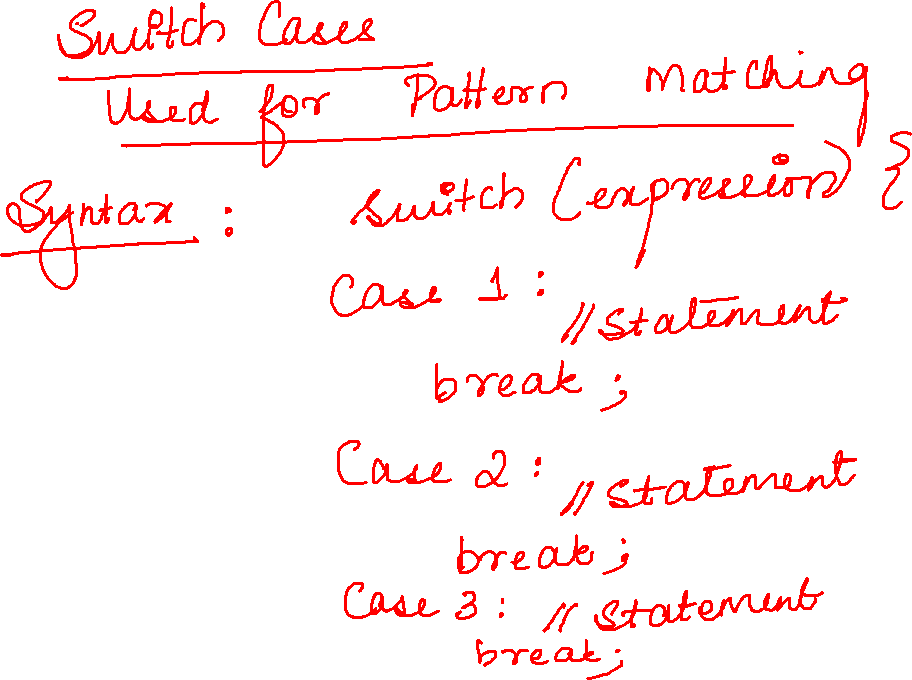 Switch Cases
Used for Pattern Matching
Syntax : switch (expression) {
Case 1 :
// Statement
break ;
Case 2 :
// Statement
break ;
Case 3 : // Statement
break ;